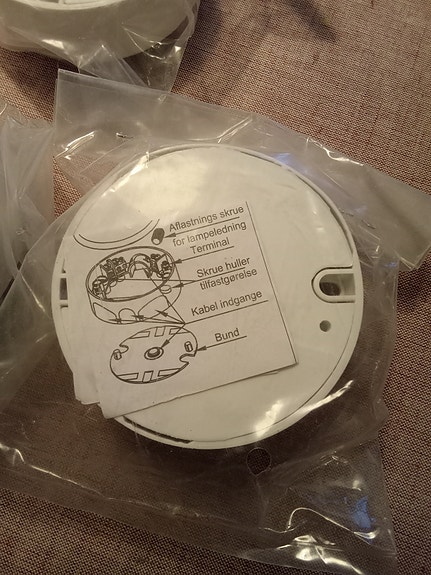 Aflastnings skrue
for lampeledning
Terminal
Skrue huller
tilfastgørelse
Kabel indgange
Bund